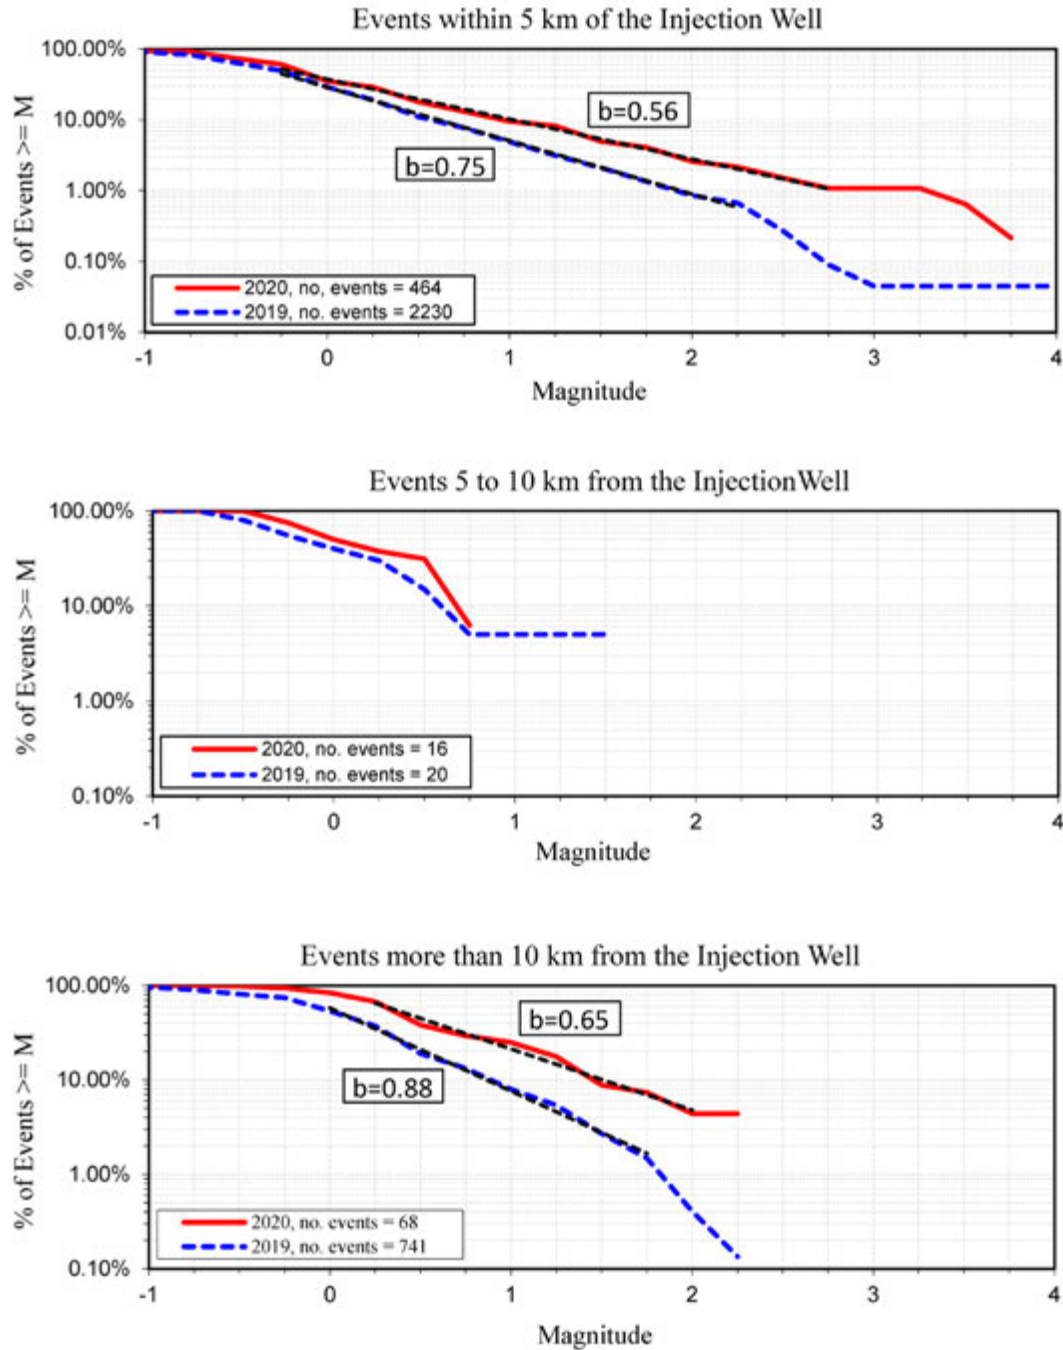 Events within 5 km of the Injection Well
% of Events >= M
100.00%
10.00%
1.00%
0.10%
0.01%
b=0.56
b=0.75
2020, no, events = 464
2019, no. events = 2230
-1 0 1 2 3 4
Magnitude
Events 5 to 10 km from the InjectionWell
% of Events >= M
100.00%
10.00%
1.00%
0.10%
2020, no. events = 16
2019, no. events = 20
-1 0 1 2 3 4
Magnitude
Events more than 10 km from the Injection Well
% of Events >= M
100.00%
10.00%
1.00%
0.10%
b=0.65
b=0.88
2020, no. events = 68
2019, no. events = 741
-1 0 1 2 3 4
Magnitude